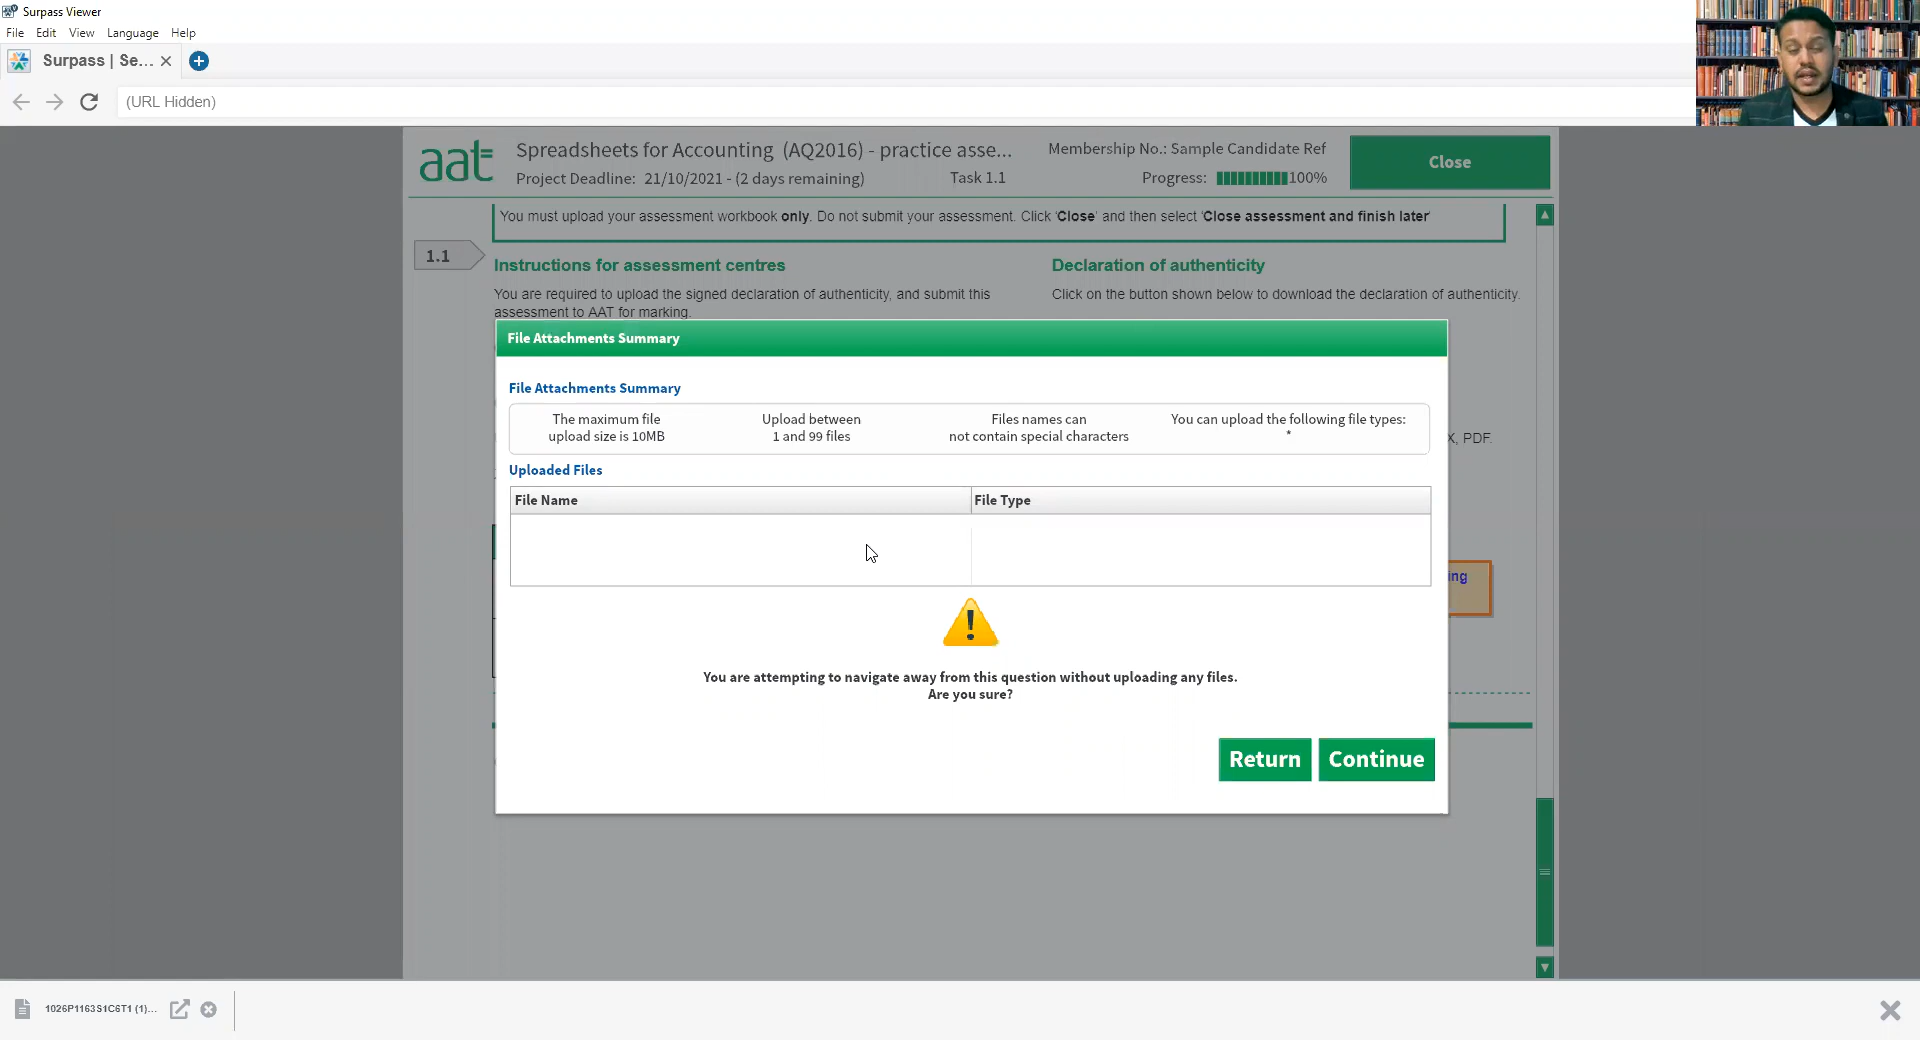 Surpass Viewer
File Edit View Language Help
Surpass | Se...
(URL Hidden)
aat
Spreadsheets for Accounting (AQ2016) - practice asse...
Membership No.: Sample Candidate Ref
Close
Project Deadline: 21/10/2021 - (2 days remaining)
Task 1.1
Progress: 100%
You must upload your assessment workbook only. Do not submit your assessment. Click 'Close' and then select 'Close assessment and finish later'
1.1
Instructions for assessment centres
You are required to upload the signed declaration of authenticity, and submit this
assessment to AAT for marking.
Declaration of authenticity
Click on the button shown below to download the declaration of authenticity.
File Attachments Summary
File Attachments Summary
The maximum file
upload size is 10MB
Upload between
1 and 99 files
Files names can
not contain special characters
You can upload the following file types:
*
X, PDF.
Uploaded Files
File Name
File Type
ing
You are attempting to navigate away from this question without uploading any files.
Are you sure?
Return
Continue
1026P1163S1C6T1 (1)...